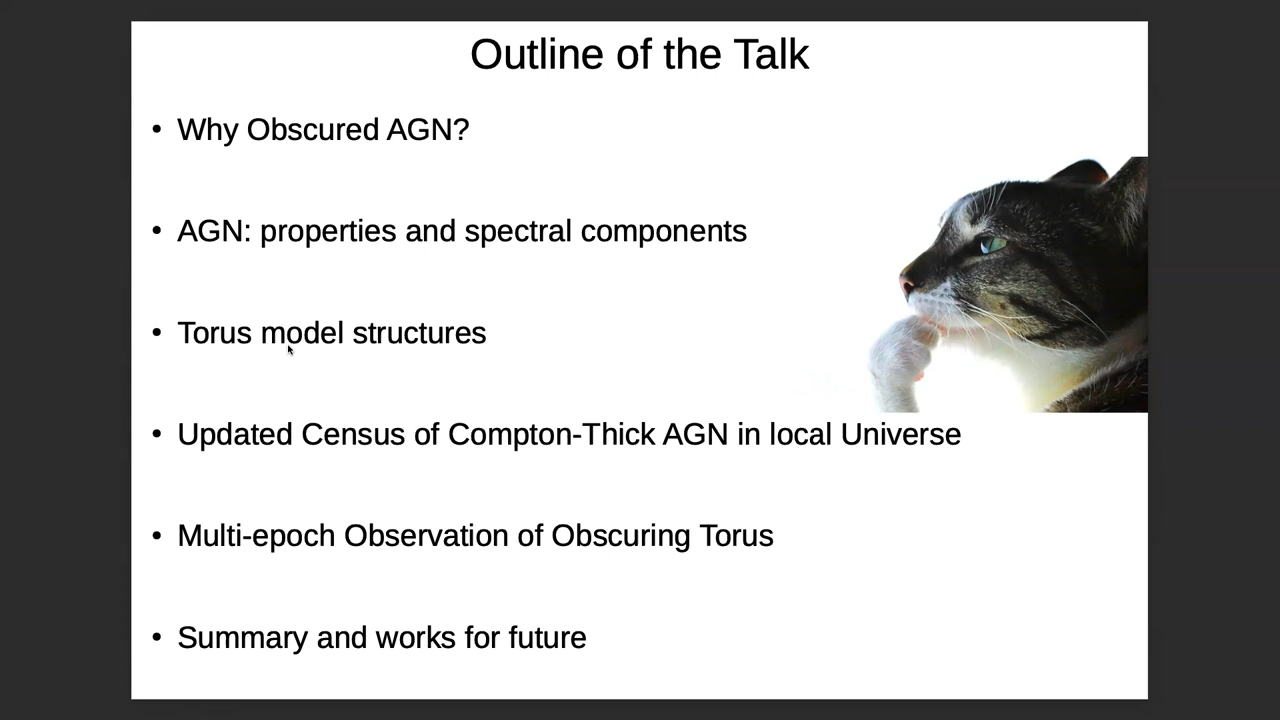 Outline of the Talk
• Why Obscured AGN?
• AGN: properties and spectral components
• Torus model structures
• Updated Census of Compton-Thick AGN in local Universe
• Multi-epoch Observation of Obscuring Torus
• Summary and works for future